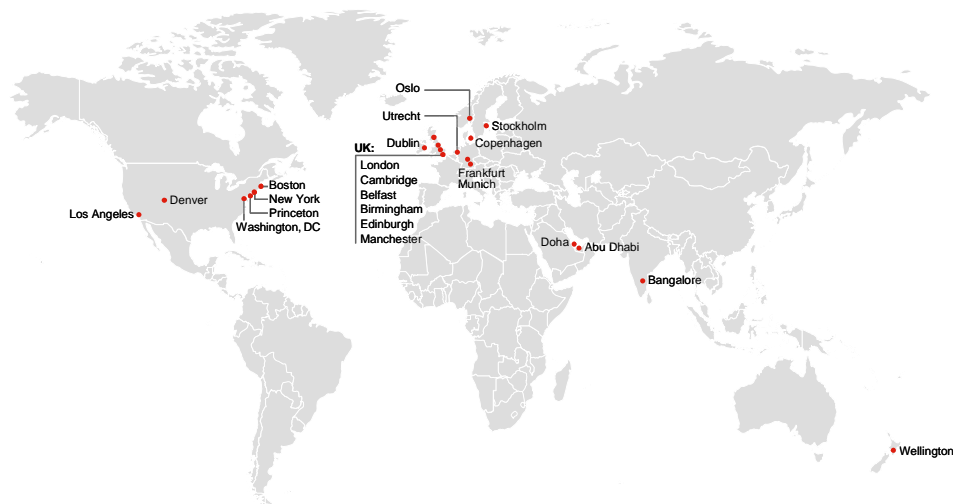 Oslo
Utrecht
Stockholm
Dublin
Copenhagen
UK:
London
Cambridge
Belfast
Birmingham
Edinburgh
Manchester
Frankfurt
Munich
Boston
Denver
New York
Los Angeles
Princeton
Washington, DC
Doha
Abu Dhabi
Bangalore
Wellington